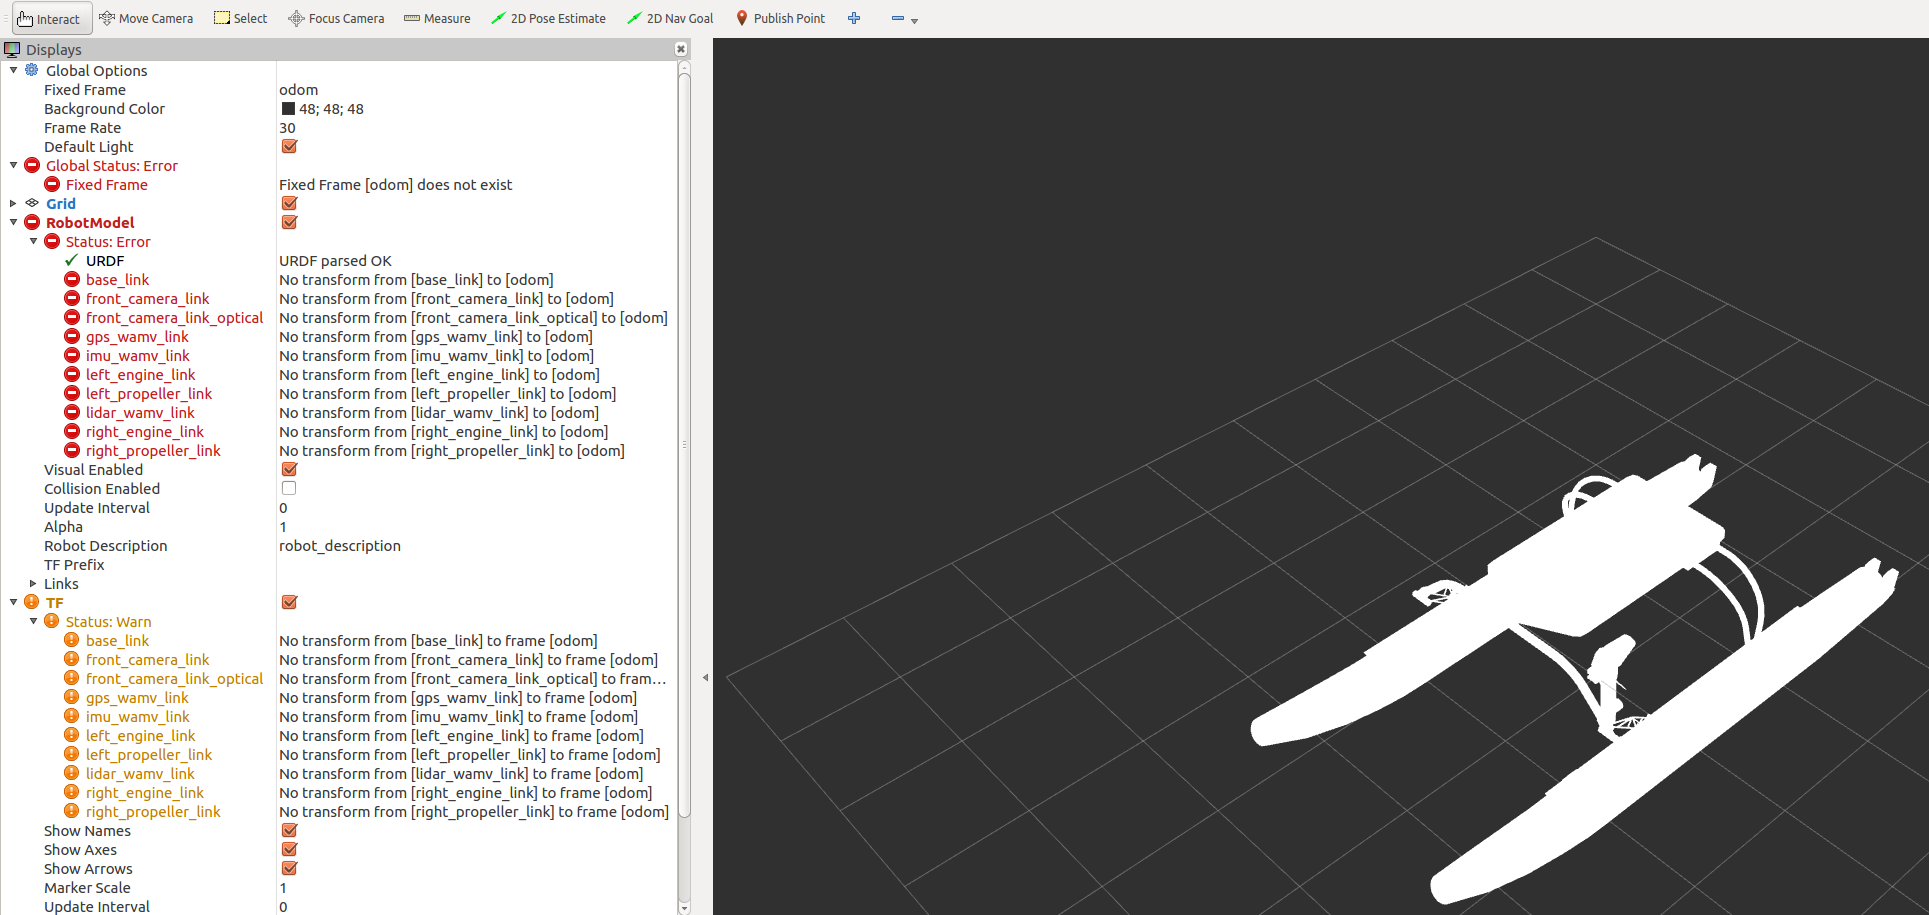 Interact Move Camera Select Focus Camera Measure 2D Pose Estimate 2D Nav Goal Publish Point
Displays
Global Options
Fixed Frame odom
Background Color 48; 48; 48
Frame Rate 30
Default Light
Global Status: Error
Fixed Frame Fixed Frame [odom] does not exist
Grid
RobotModel
Status: Error
URDF URDF parsed OK
base_link No transform from [base_link] to [odom]
front_camera_link No transform from [front_camera_link] to [odom]
front_camera_link_optical No transform from [front_camera_link_optical] to [odom]
gps_wamv_link No transform from [gps_wamv_link] to [odom]
imu_wamv_link No transform from [imu_wamv_link] to [odom]
left_engine_link No transform from [left_engine_link] to [odom]
left_propeller_link No transform from [left_propeller_link] to [odom]
lidar_wamv_link No transform from [lidar_wamv_link] to [odom]
right_engine_link No transform from [right_engine_link] to [odom]
right_propeller_link No transform from [right_propeller_link] to [odom]
Visual Enabled
Collision Enabled
Update Interval 0
Alpha 1
Robot Description robot_description
TF Prefix
Links
TF
Status: Warn
base_link No transform from [base_link] to frame [odom]
front_camera_link No transform from [front_camera_link] to frame [odom]
front_camera_link_optical No transform from [front_camera_link_optical] to fram...
gps_wamv_link No transform from [gps_wamv_link] to frame [odom]
imu_wamv_link No transform from [imu_wamv_link] to frame [odom]
left_engine_link No transform from [left_engine_link] to frame [odom]
left_propeller_link No transform from [left_propeller_link] to frame [odom]
lidar_wamv_link No transform from [lidar_wamv_link] to frame [odom]
right_engine_link No transform from [right_engine_link] to frame [odom]
right_propeller_link No transform from [right_propeller_link] to frame [odom]
Show Names
Show Axes
Show Arrows
Marker Scale 1
Update Interval 0